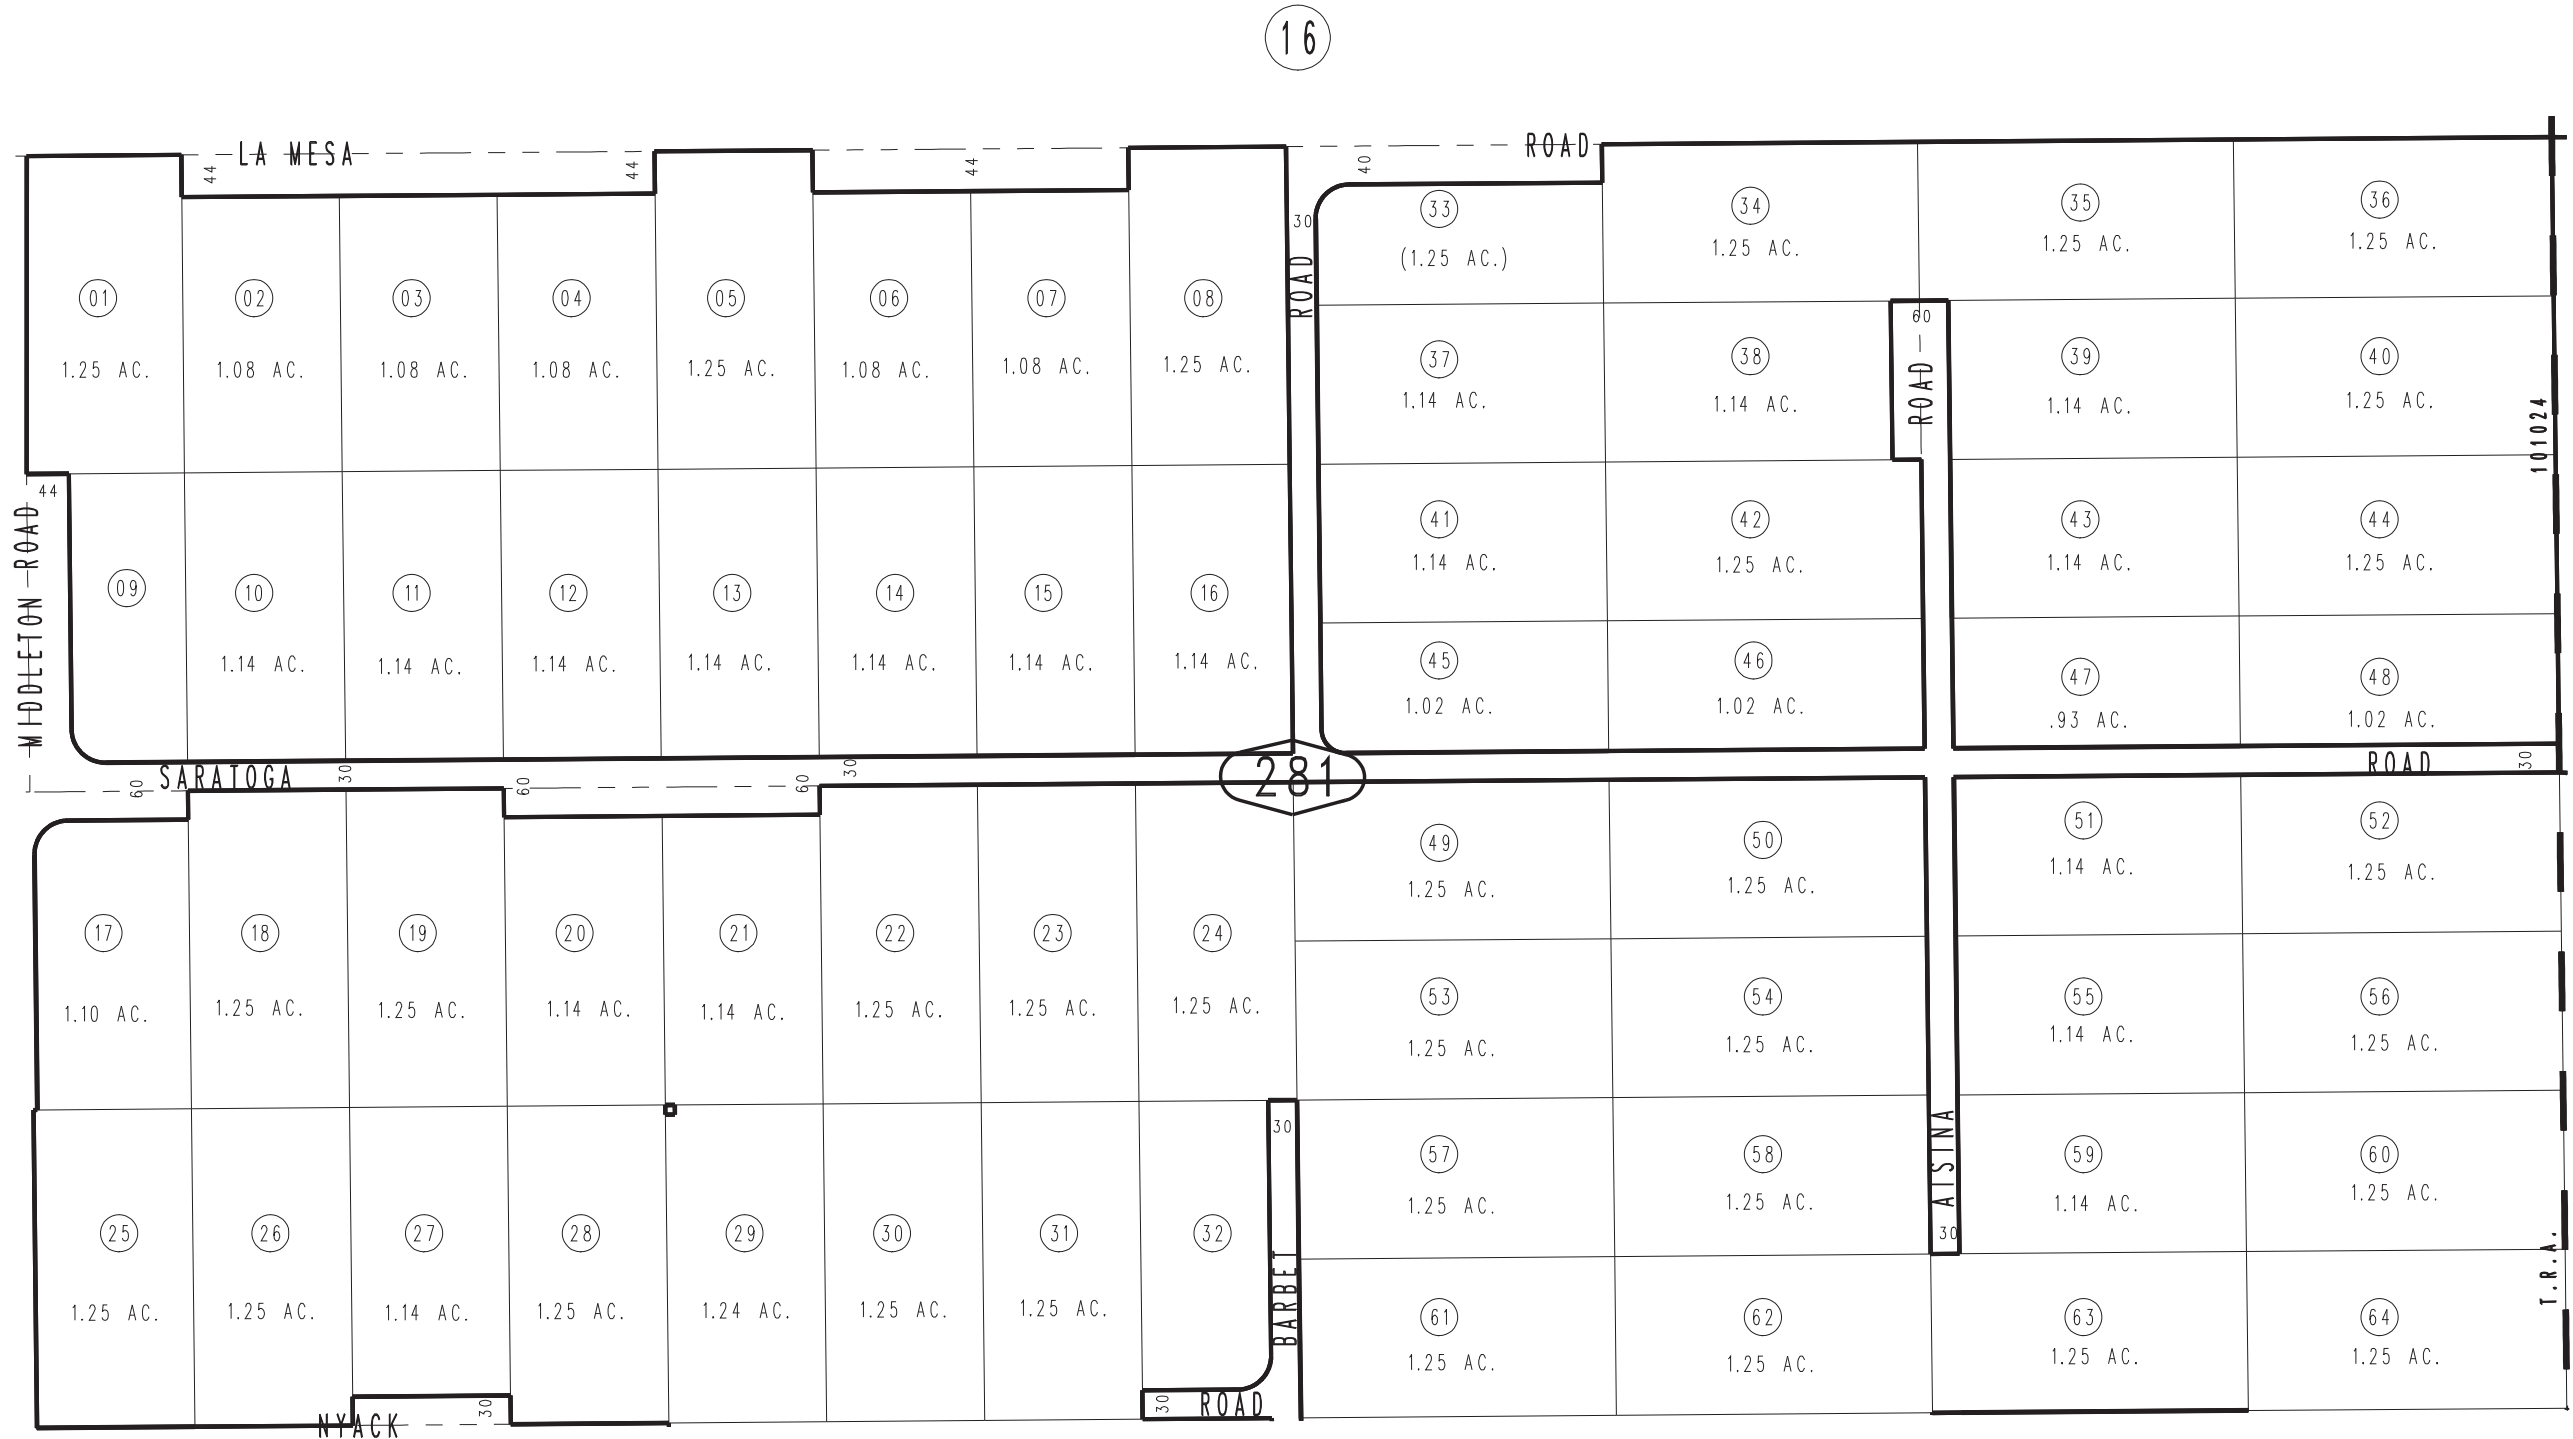 16
LA MESA ROAD
44
44
44
40
30
ROAD
33
(1.25 AC.)
34
1.25 AC.
35
1.25 AC.
36
1.25 AC.
01
1.25 AC.
02
1.08 AC.
03
1.08 AC.
04
1.08 AC.
05
1.25 AC.
06
1.08 AC.
07
1.08 AC.
08
1.25 AC.
37
1.14 AC.
38
1.14 AC.
60
ROAD
39
1.14 AC.
40
1.25 AC.
101024
44
MIDDLETON ROAD
09
10
1.14 AC.
11
1.14 AC.
12
1.14 AC.
13
1.14 AC.
14
1.14 AC.
15
1.14 AC.
16
1.14 AC.
41
1.14 AC.
42
1.25 AC.
43
1.14 AC.
44
1.25 AC.
45
1.02 AC.
46
1.02 AC.
47
.93 AC.
48
1.02 AC.
60
SARATOGA
30
60
60
30
281
ROAD
30
17
1.10 AC.
18
1.25 AC.
19
1.25 AC.
20
1.14 AC.
21
1.14 AC.
22
1.25 AC.
23
1.25 AC.
24
1.25 AC.
49
1.25 AC.
50
1.25 AC.
51
1.14 AC.
52
1.25 AC.
53
1.25 AC.
54
1.25 AC.
55
1.14 AC.
56
1.25 AC.
25
1.25 AC.
26
1.25 AC.
27
1.14 AC.
28
1.25 AC.
29
1.24 AC.
30
1.25 AC.
31
1.25 AC.
32
30
BARBET
57
1.25 AC.
58
1.25 AC.
AISINA
30
59
1.14 AC.
60
1.25 AC.
T.R.A.
61
1.25 AC.
62
1.25 AC.
63
1.25 AC.
64
1.25 AC.
NYACK
30
30
ROAD